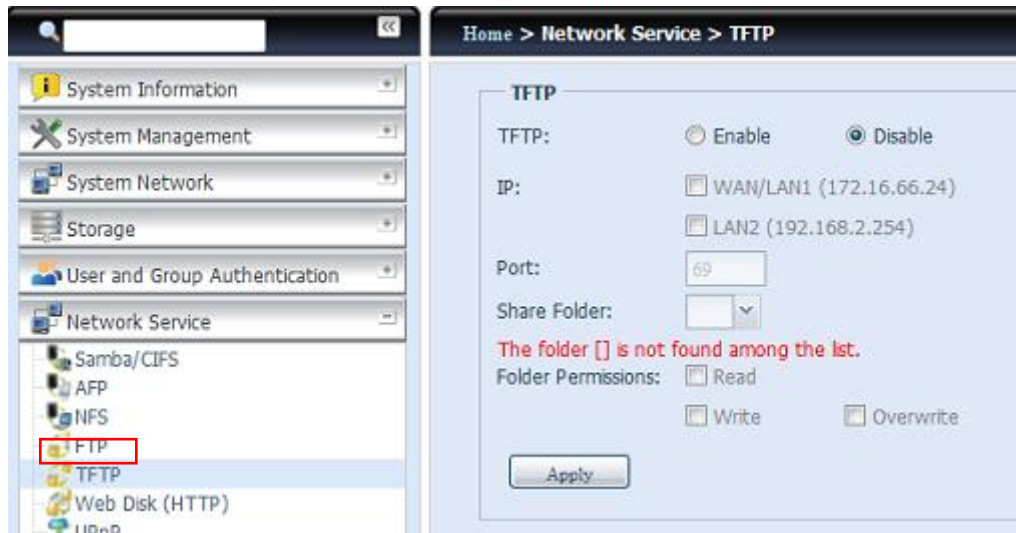 Home > Network Service > TFTP
System Information
System Management
System Network
Storage
User and Group Authentication
Network Service
Samba/CIFS
AFP
NFS
FTP
TFTP
Web Disk (HTTP)
UPnP
TFTP
TFTP: Enable Disable
IP: WAN/LAN1 (172.16.66.24)
LAN2 (192.168.2.254)
Port: 69
Share Folder:
The folder [] is not found among the list.
Folder Permissions: Read
Write Overwrite
Apply